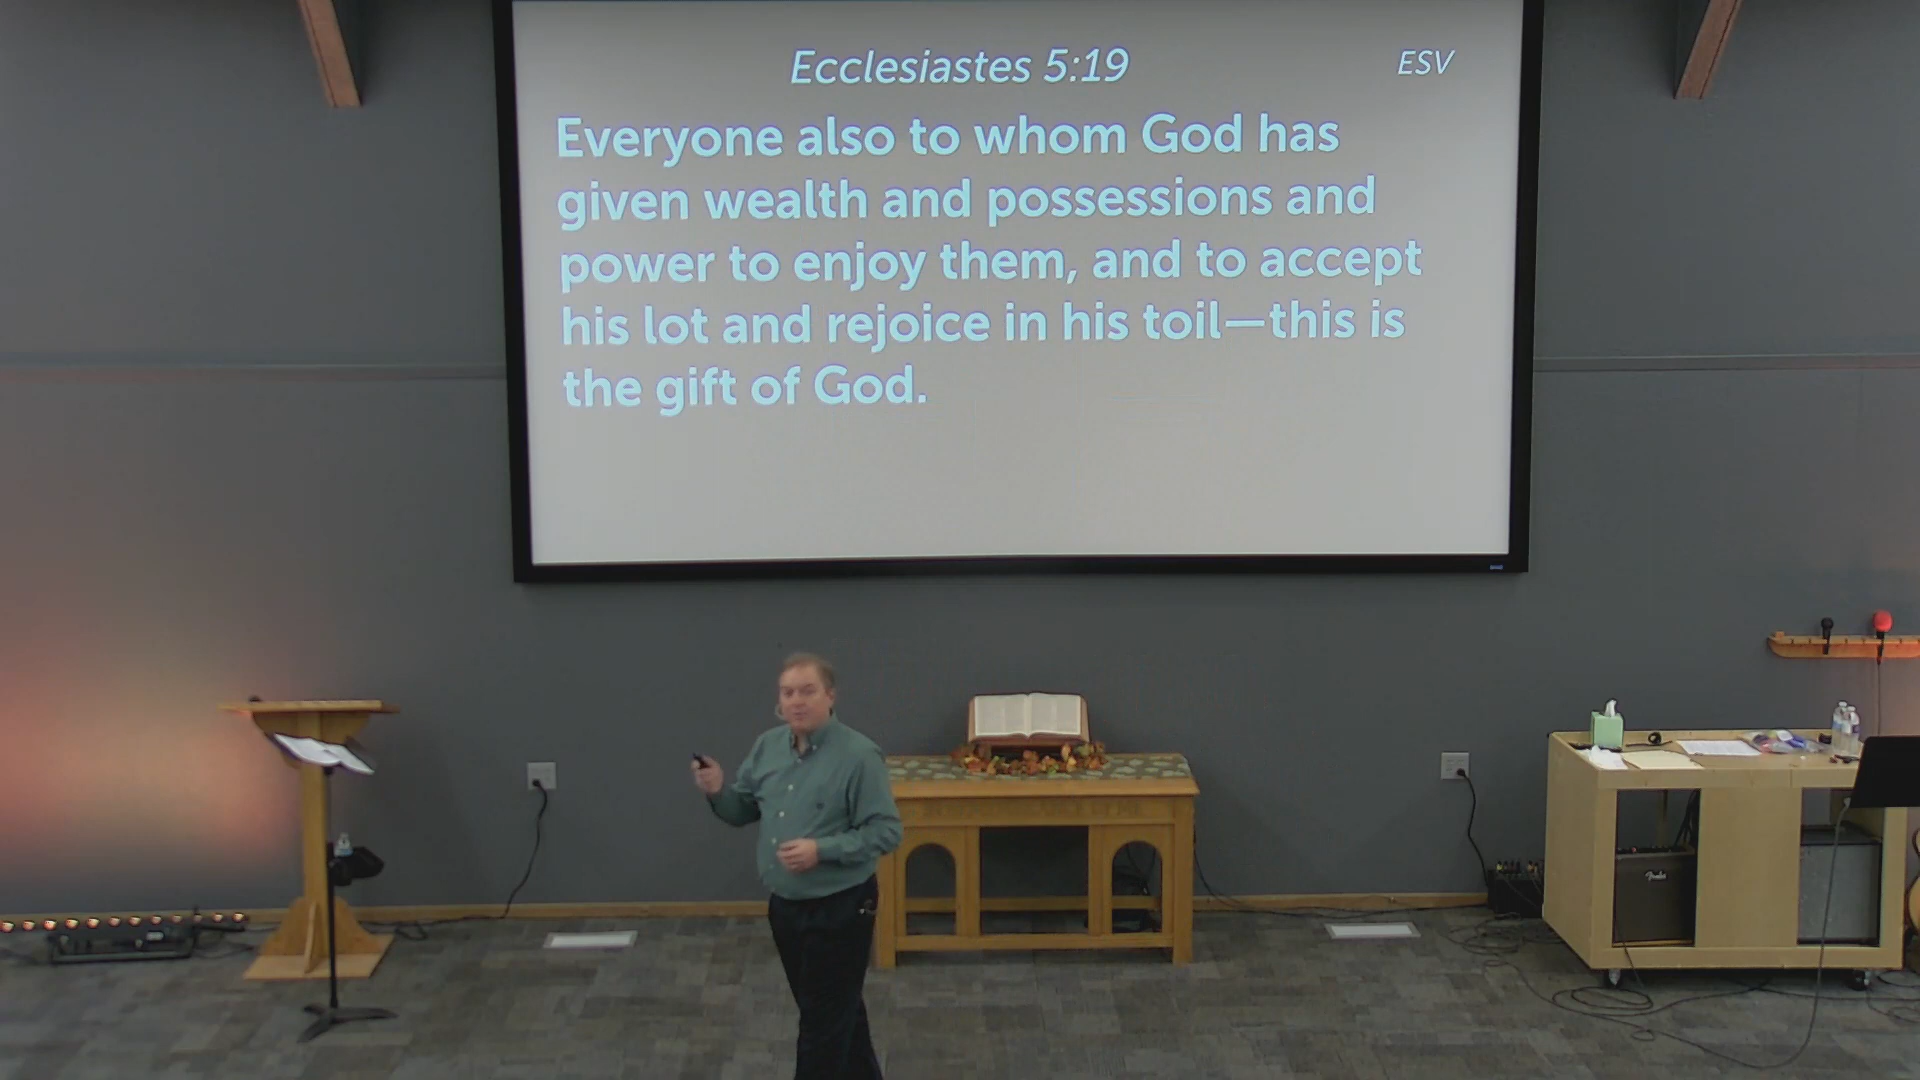 Ecclesiastes 5:19
ESV
Everyone also to whom God has
given wealth and possessions and
power to enjoy them, and to accept
his lot and rejoice in his toil—this is
the gift of God.
Fender